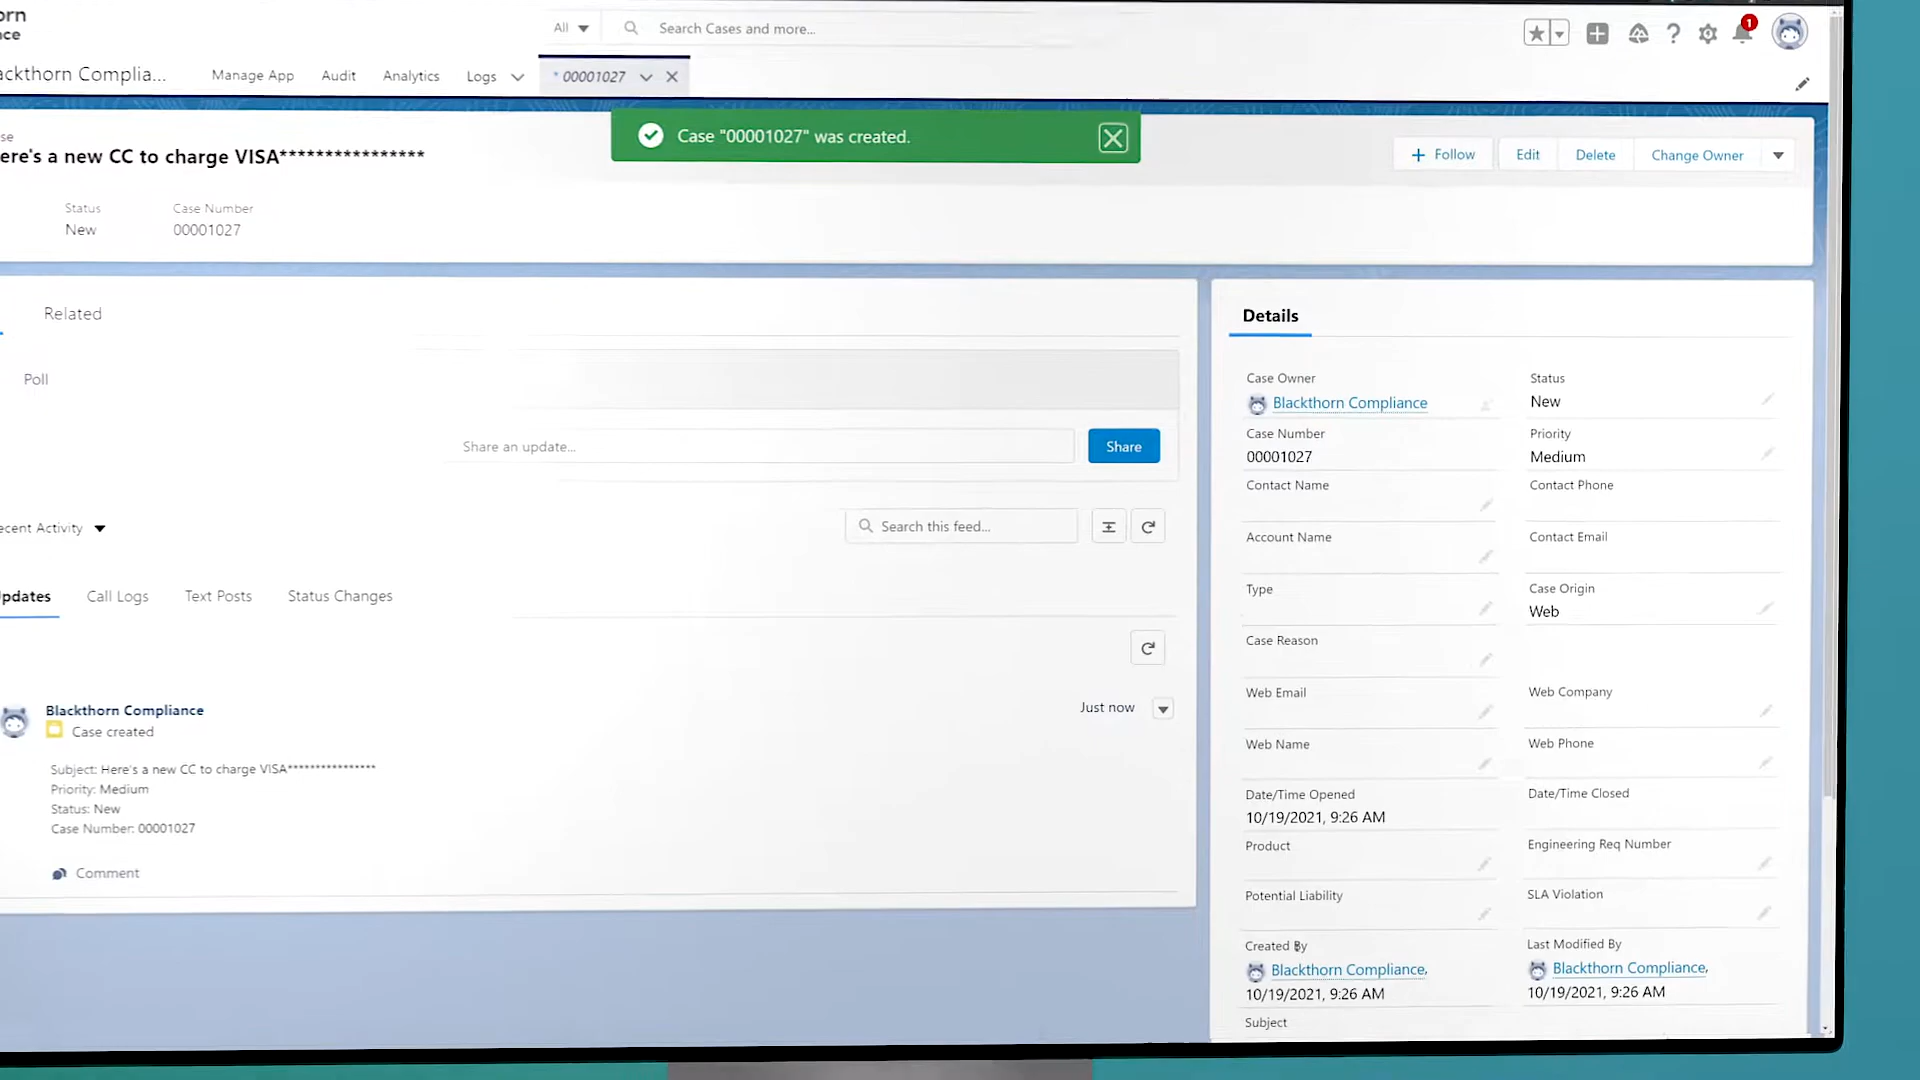 orn
nce
All
Search Cases and more...
1
ackthorn Complia... Manage App Audit Analytics Logs * 00001027
Case "00001027" was created.
se
ere's a new CC to charge VISA****************
Follow Edit Delete Change Owner
Status Case Number
New 00001027
Related
Poll
Share an update...
Share
ecent Activity
Search this feed...
Updates Call Logs Text Posts Status Changes
Blackthorn Compliance
Just now
Case created
Subject: Here's a new CC to charge VISA****************
Priority: Medium
Status: New
Case Number: 00001027
Comment
Details
Case Owner Status
Blackthorn Compliance New
Case Number Priority
00001027 Medium
Contact Name Contact Phone
Account Name Contact Email
Type Case Origin
Web
Case Reason
Web Email Web Company
Web Name Web Phone
Date/Time Opened Date/Time Closed
10/19/2021, 9:26 AM
Product Engineering Req Number
Potential Liability SLA Violation
Created By Last Modified By
Blackthorn Compliance, Blackthorn Compliance,
10/19/2021, 9:26 AM 10/19/2021, 9:26 AM
Subject